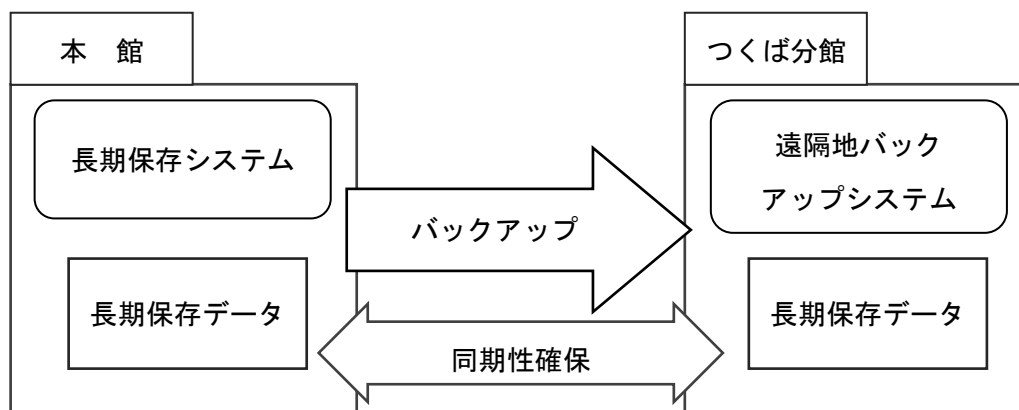 本　館
つくば分館
長期保存システム
遠隔地バック
アップシステム
バックアップ
長期保存データ
長期保存データ
同期性確保